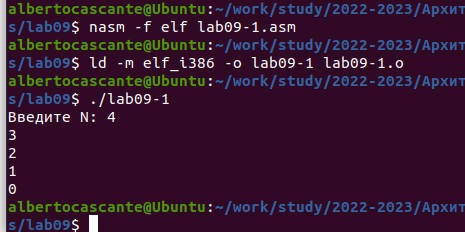 albertocascante@Ubuntu:~/work/study/2022-2023/Архит
s/lab09$ nasm -f elf lab09-1.asm
albertocascante@Ubuntu:~/work/study/2022-2023/Архит
s/lab09$ ld -m elf_i386 -o lab09-1 lab09-1.o
albertocascante@Ubuntu:~/work/study/2022-2023/Архит
s/lab09$ ./lab09-1
Введите N: 4
3
2
1
0
albertocascante@Ubuntu:~/work/study/2022-2023/Архит
s/lab09$